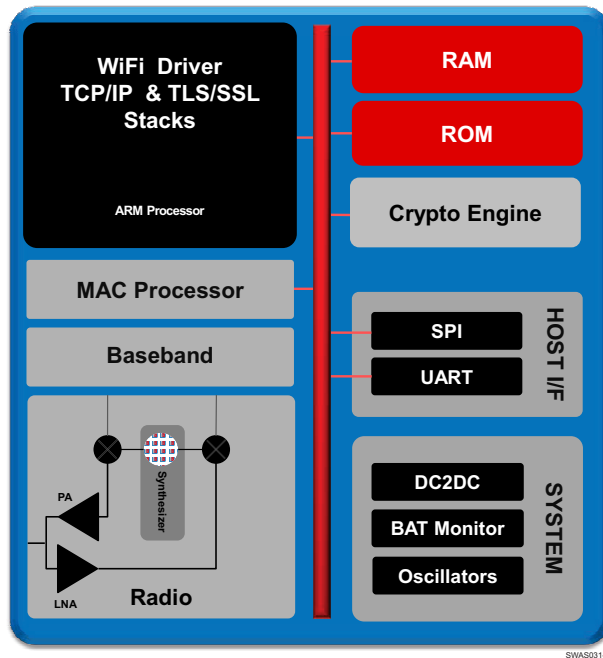 WiFi Driver
TCP/IP & TLS/SSL
Stacks
ARM Processor
MAC Processor
Baseband
PA
Synthesizer
LNA
Radio
RAM
ROM
Crypto Engine
SPI
UART
HOST I/F
DC2DC
BAT Monitor
Oscillators
SYSTEM
SWAS031